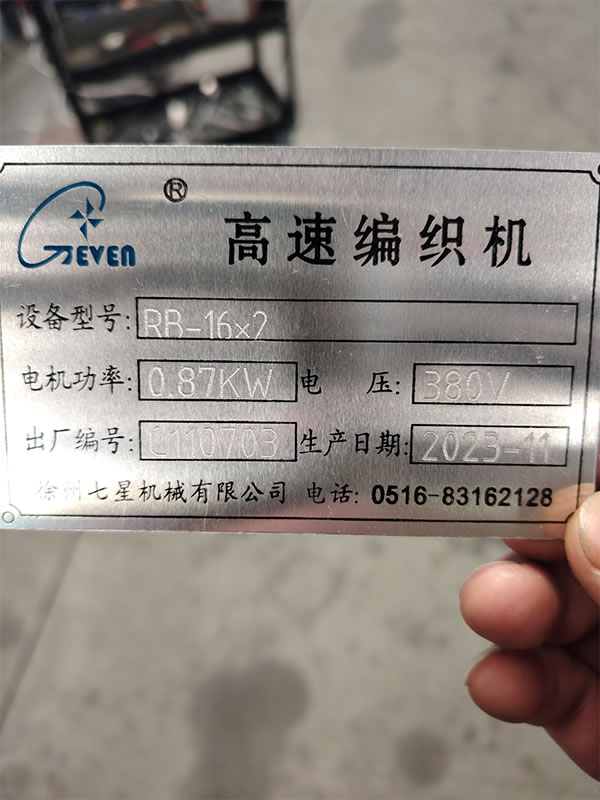 GEVEN ® 高速编织机
设备型号: RB-16×2
电机功率: 0.87KW 电 压: 380V
出厂编号: C110703 生产日期: 2023-11
徐州七星机械有限公司 电话: 0516-83162128